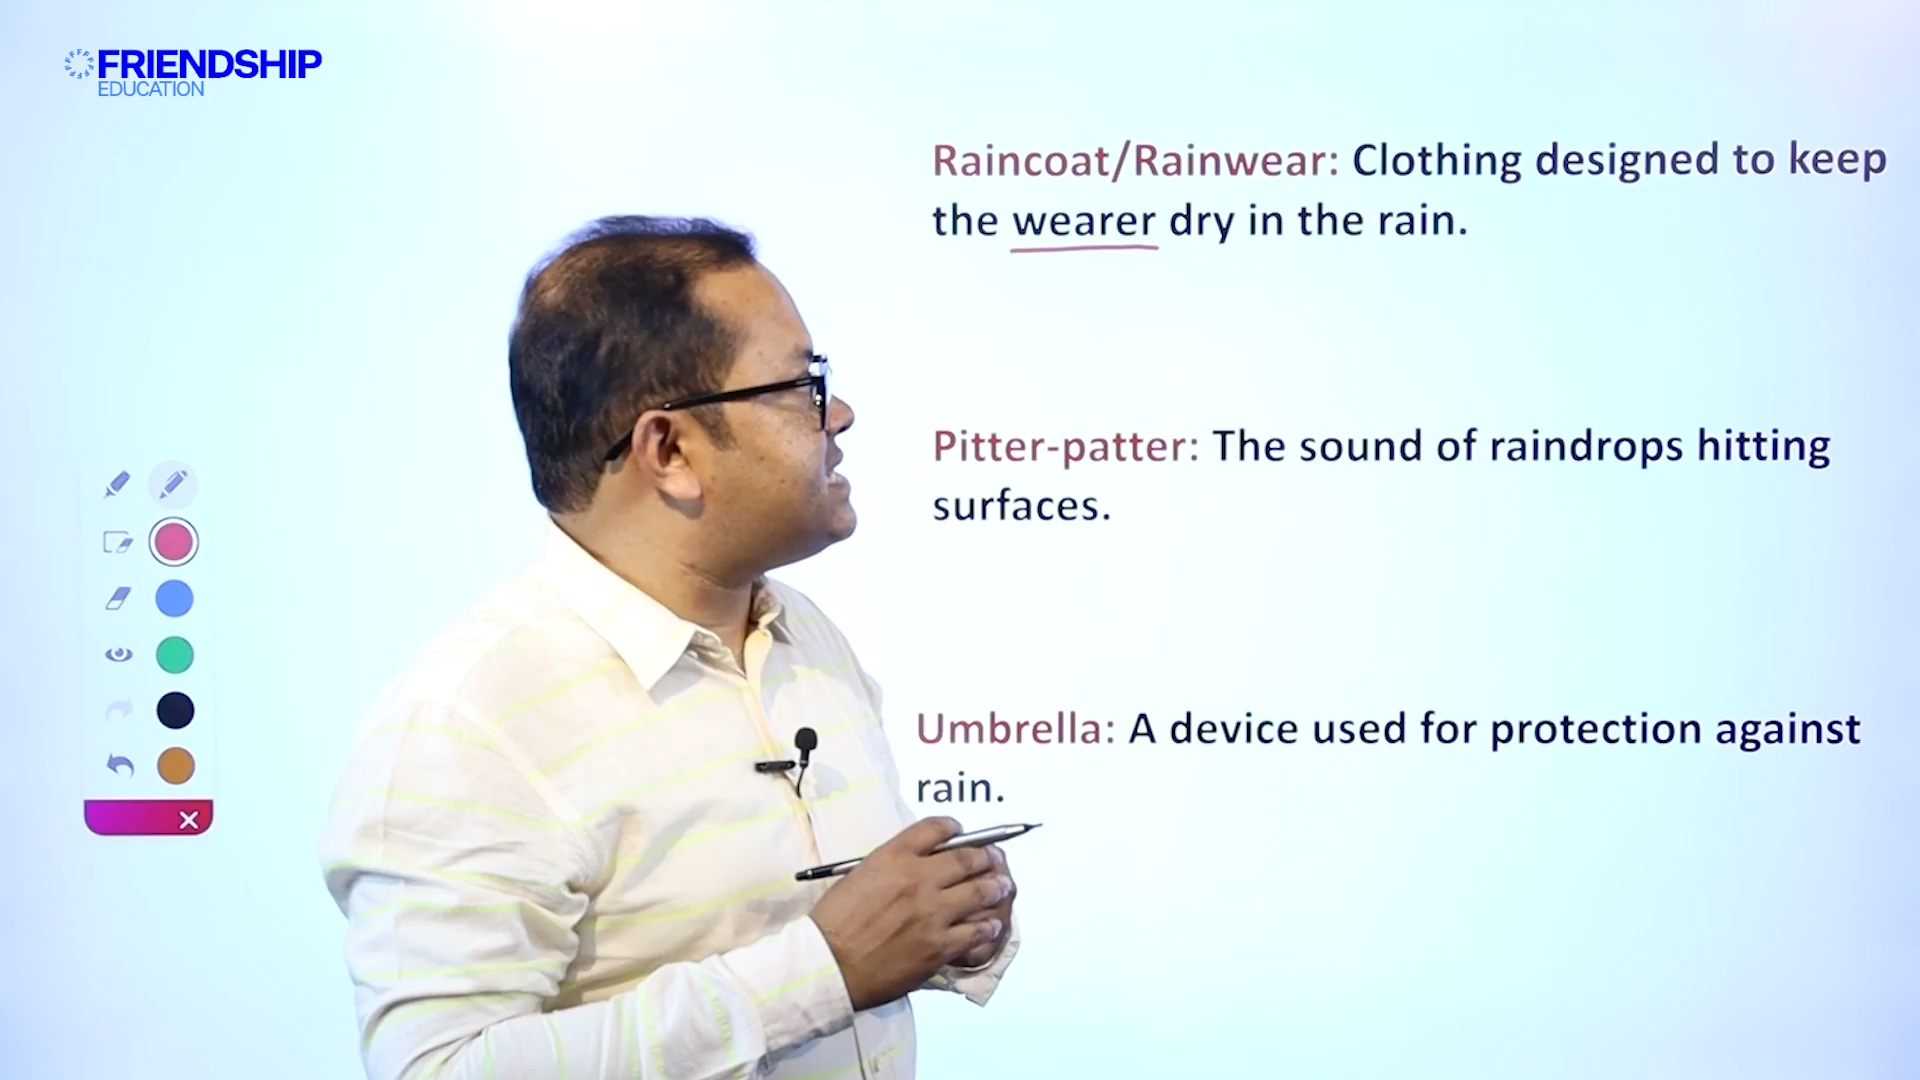 FRIENDSHIP
EDUCATION
Raincoat/Rainwear: Clothing designed to keep
the wearer dry in the rain.
Pitter-patter: The sound of raindrops hitting
surfaces.
Umbrella: A device used for protection against
rain.